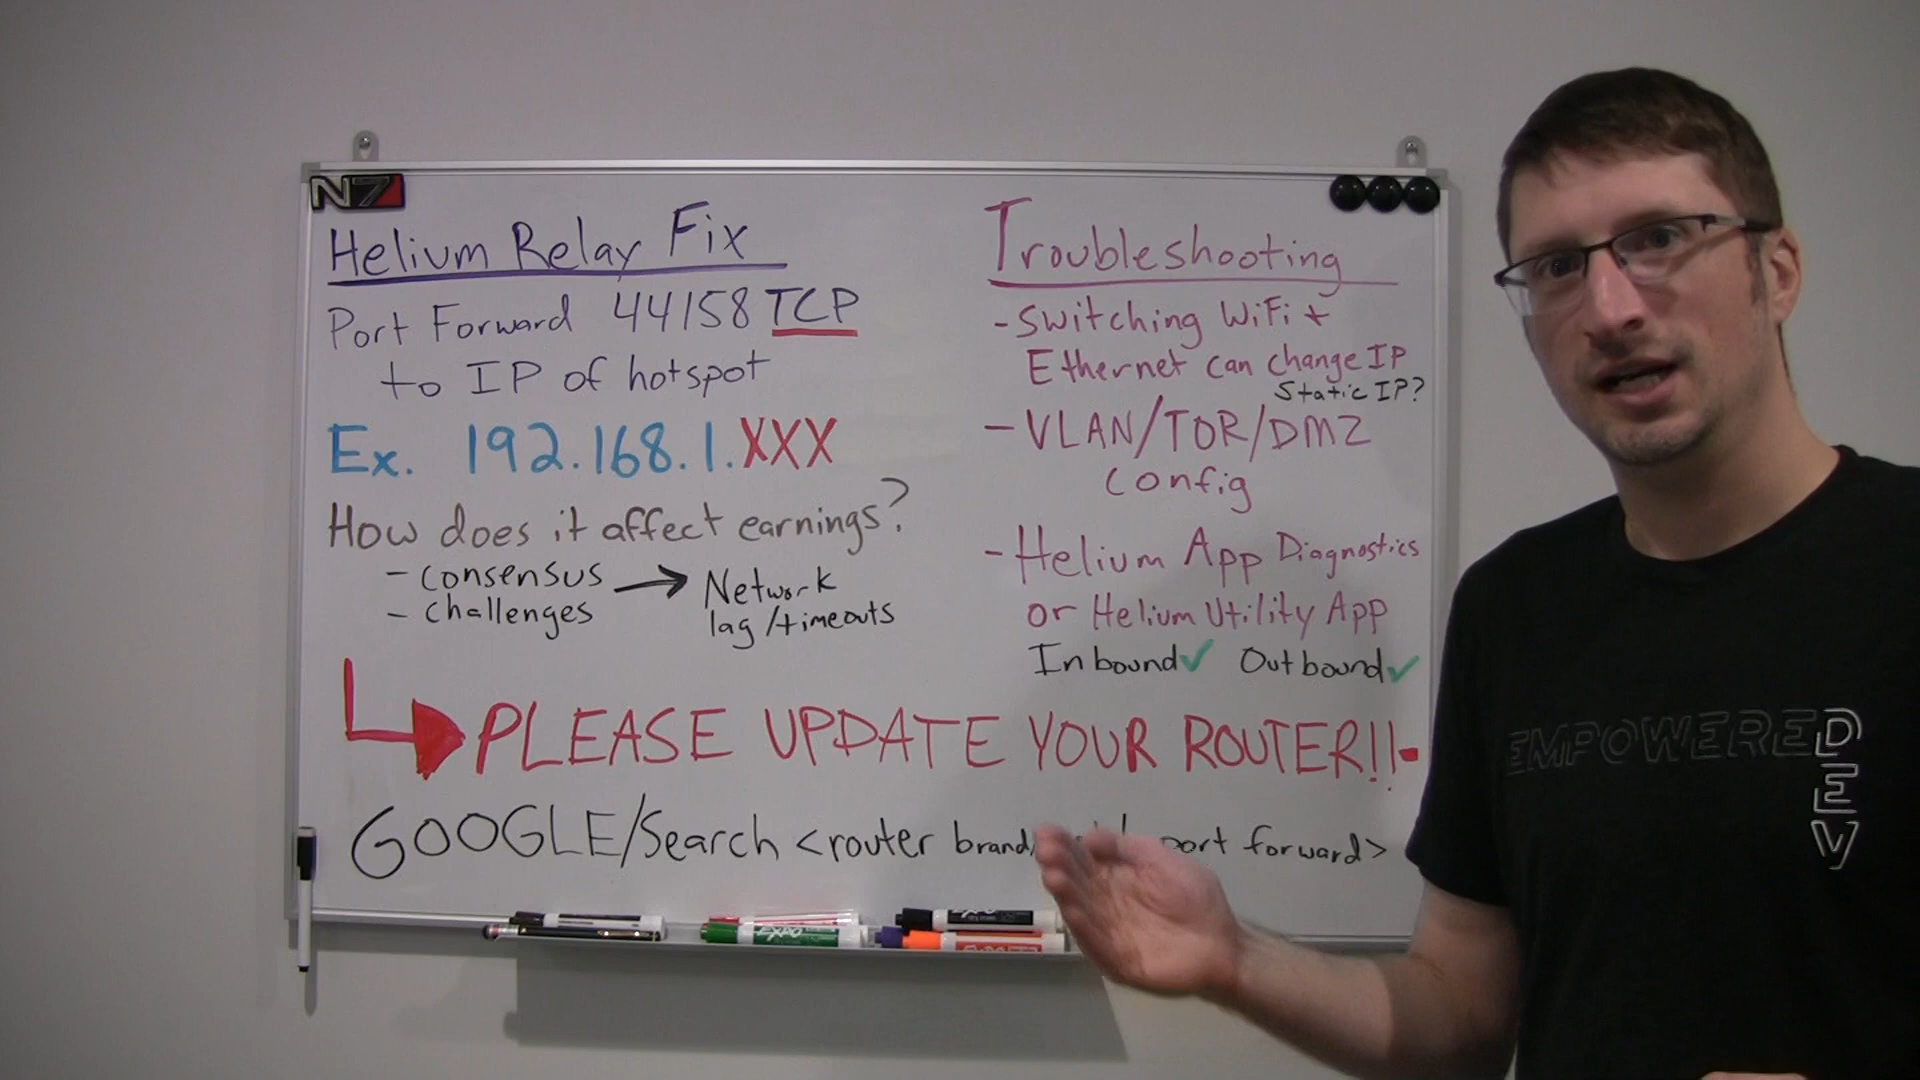 N7
Helium Relay Fix
Port Forward 44158 TCP
to IP of hotspot
Ex. 192.168.1.XXX
How does it affect earnings?
- consensus
- challenges
Network
lag/timeouts
PLEASE UPDATE YOUR ROUTER!!
GOOGLE/Search <router brand/ port forward>
Troubleshooting
- Switching WiFi +
Ethernet can change IP
Static IP?
- VLAN/TOR/DMZ
Config
- Helium App Diagnostics
or Helium Utility App
Inbound✓ Outbound✓
EXPO
EXPO
EXPO
EMPOWERED
DEV